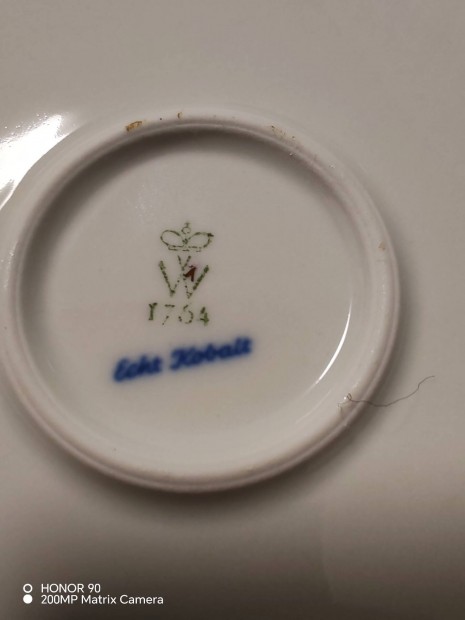 W
1764
Echt Kobalt
HONOR 90
200MP Matrix Camera